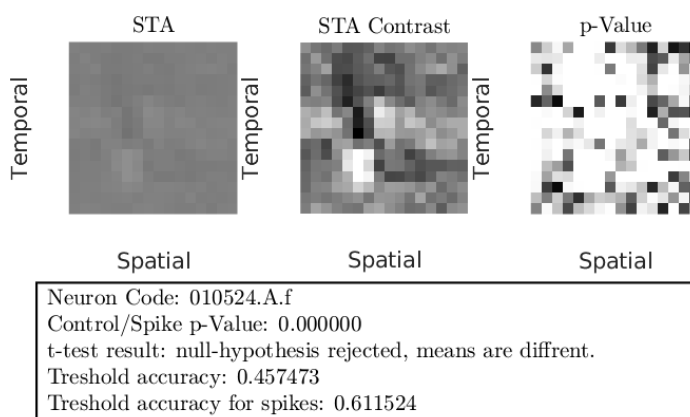 STA
STA Contrast
p-Value
Temporal
Temporal
Temporal
Spatial
Spatial
Spatial
Neuron Code: 010524.A.f
Control/Spike p-Value: 0.000000
t-test result: null-hypothesis rejected, means are diffrent.
Treshold accuracy: 0.457473
Treshold accuracy for spikes: 0.611524